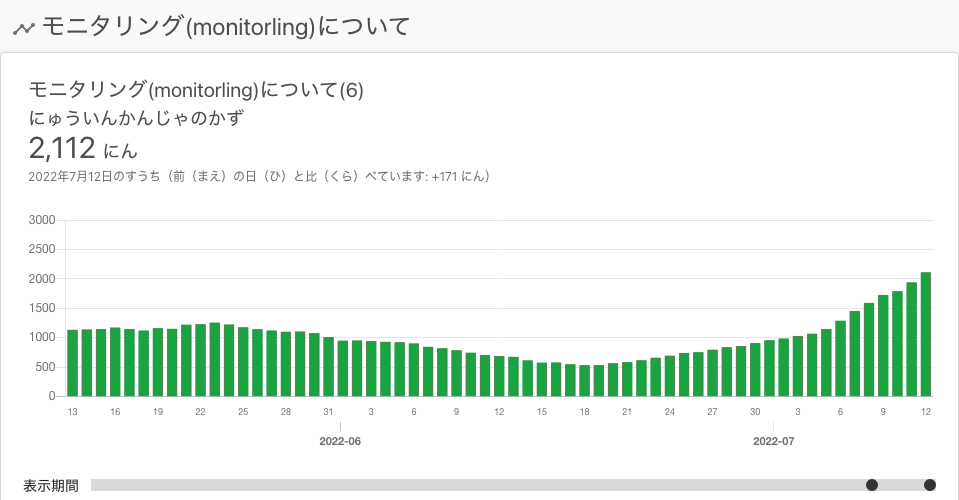 モニタリング(monitorling)について
モニタリング(monitorling)について(6)
にゅういんかんじゃのかず
2,112 にん
2022年7月12日のすうち（前（まえ）の日（ひ）と比（くら）べています: +171 にん）
3000
2500
2000
1500
1000
500
0
13 16 19 22 25 28 31 3 6 9 12 15 18 21 24 27 30 3 6 9 12
2022-06 2022-07
表示期間